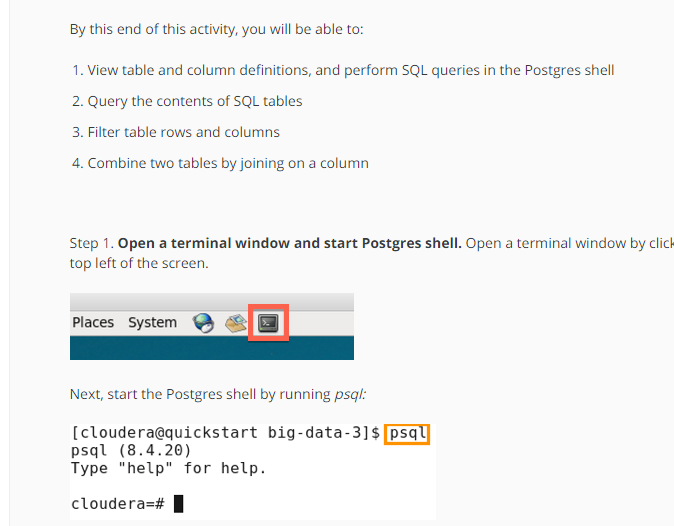 By this end of this activity, you will be able to:
1. View table and column definitions, and perform SQL queries in the Postgres shell
2. Query the contents of SQL tables
3. Filter table rows and columns
4. Combine two tables by joining on a column
Step 1. Open a terminal window and start Postgres shell. Open a terminal window by click
top left of the screen.
Places System
Next, start the Postgres shell by running psql:
[cloudera@quickstart big-data-3]$ psql
psql (8.4.20)
Type "help" for help.
cloudera=#